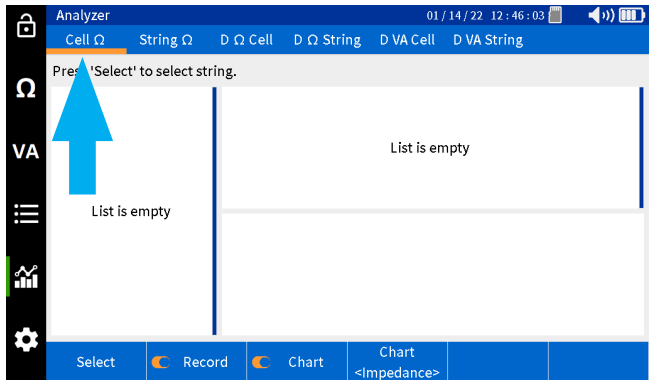 Analyzer 01/14/22 12:46:03
Cell Ω String Ω D Ω Cell D Ω String D VA Cell D VA String
Press 'Select' to select string.
Ω
VA
List is empty
List is empty
Select Record Chart Chart
<Impedance>